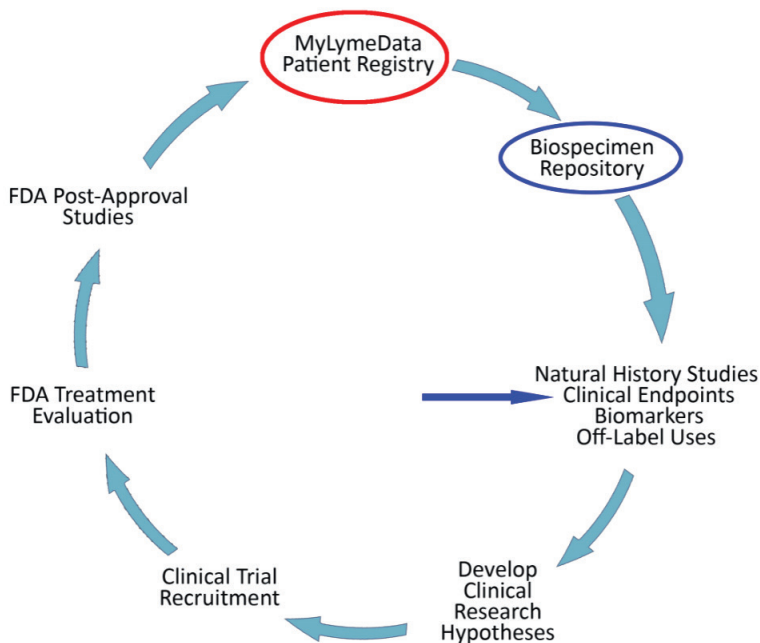 MyLymeData
Patient Registry
Biospecimen
Repository
Natural History Studies
Clinical Endpoints
Biomarkers
Off-Label Uses
Develop
Clinical
Research
Hypotheses
Clinical Trial
Recruitment
FDA Treatment
Evaluation
FDA Post-Approval
Studies